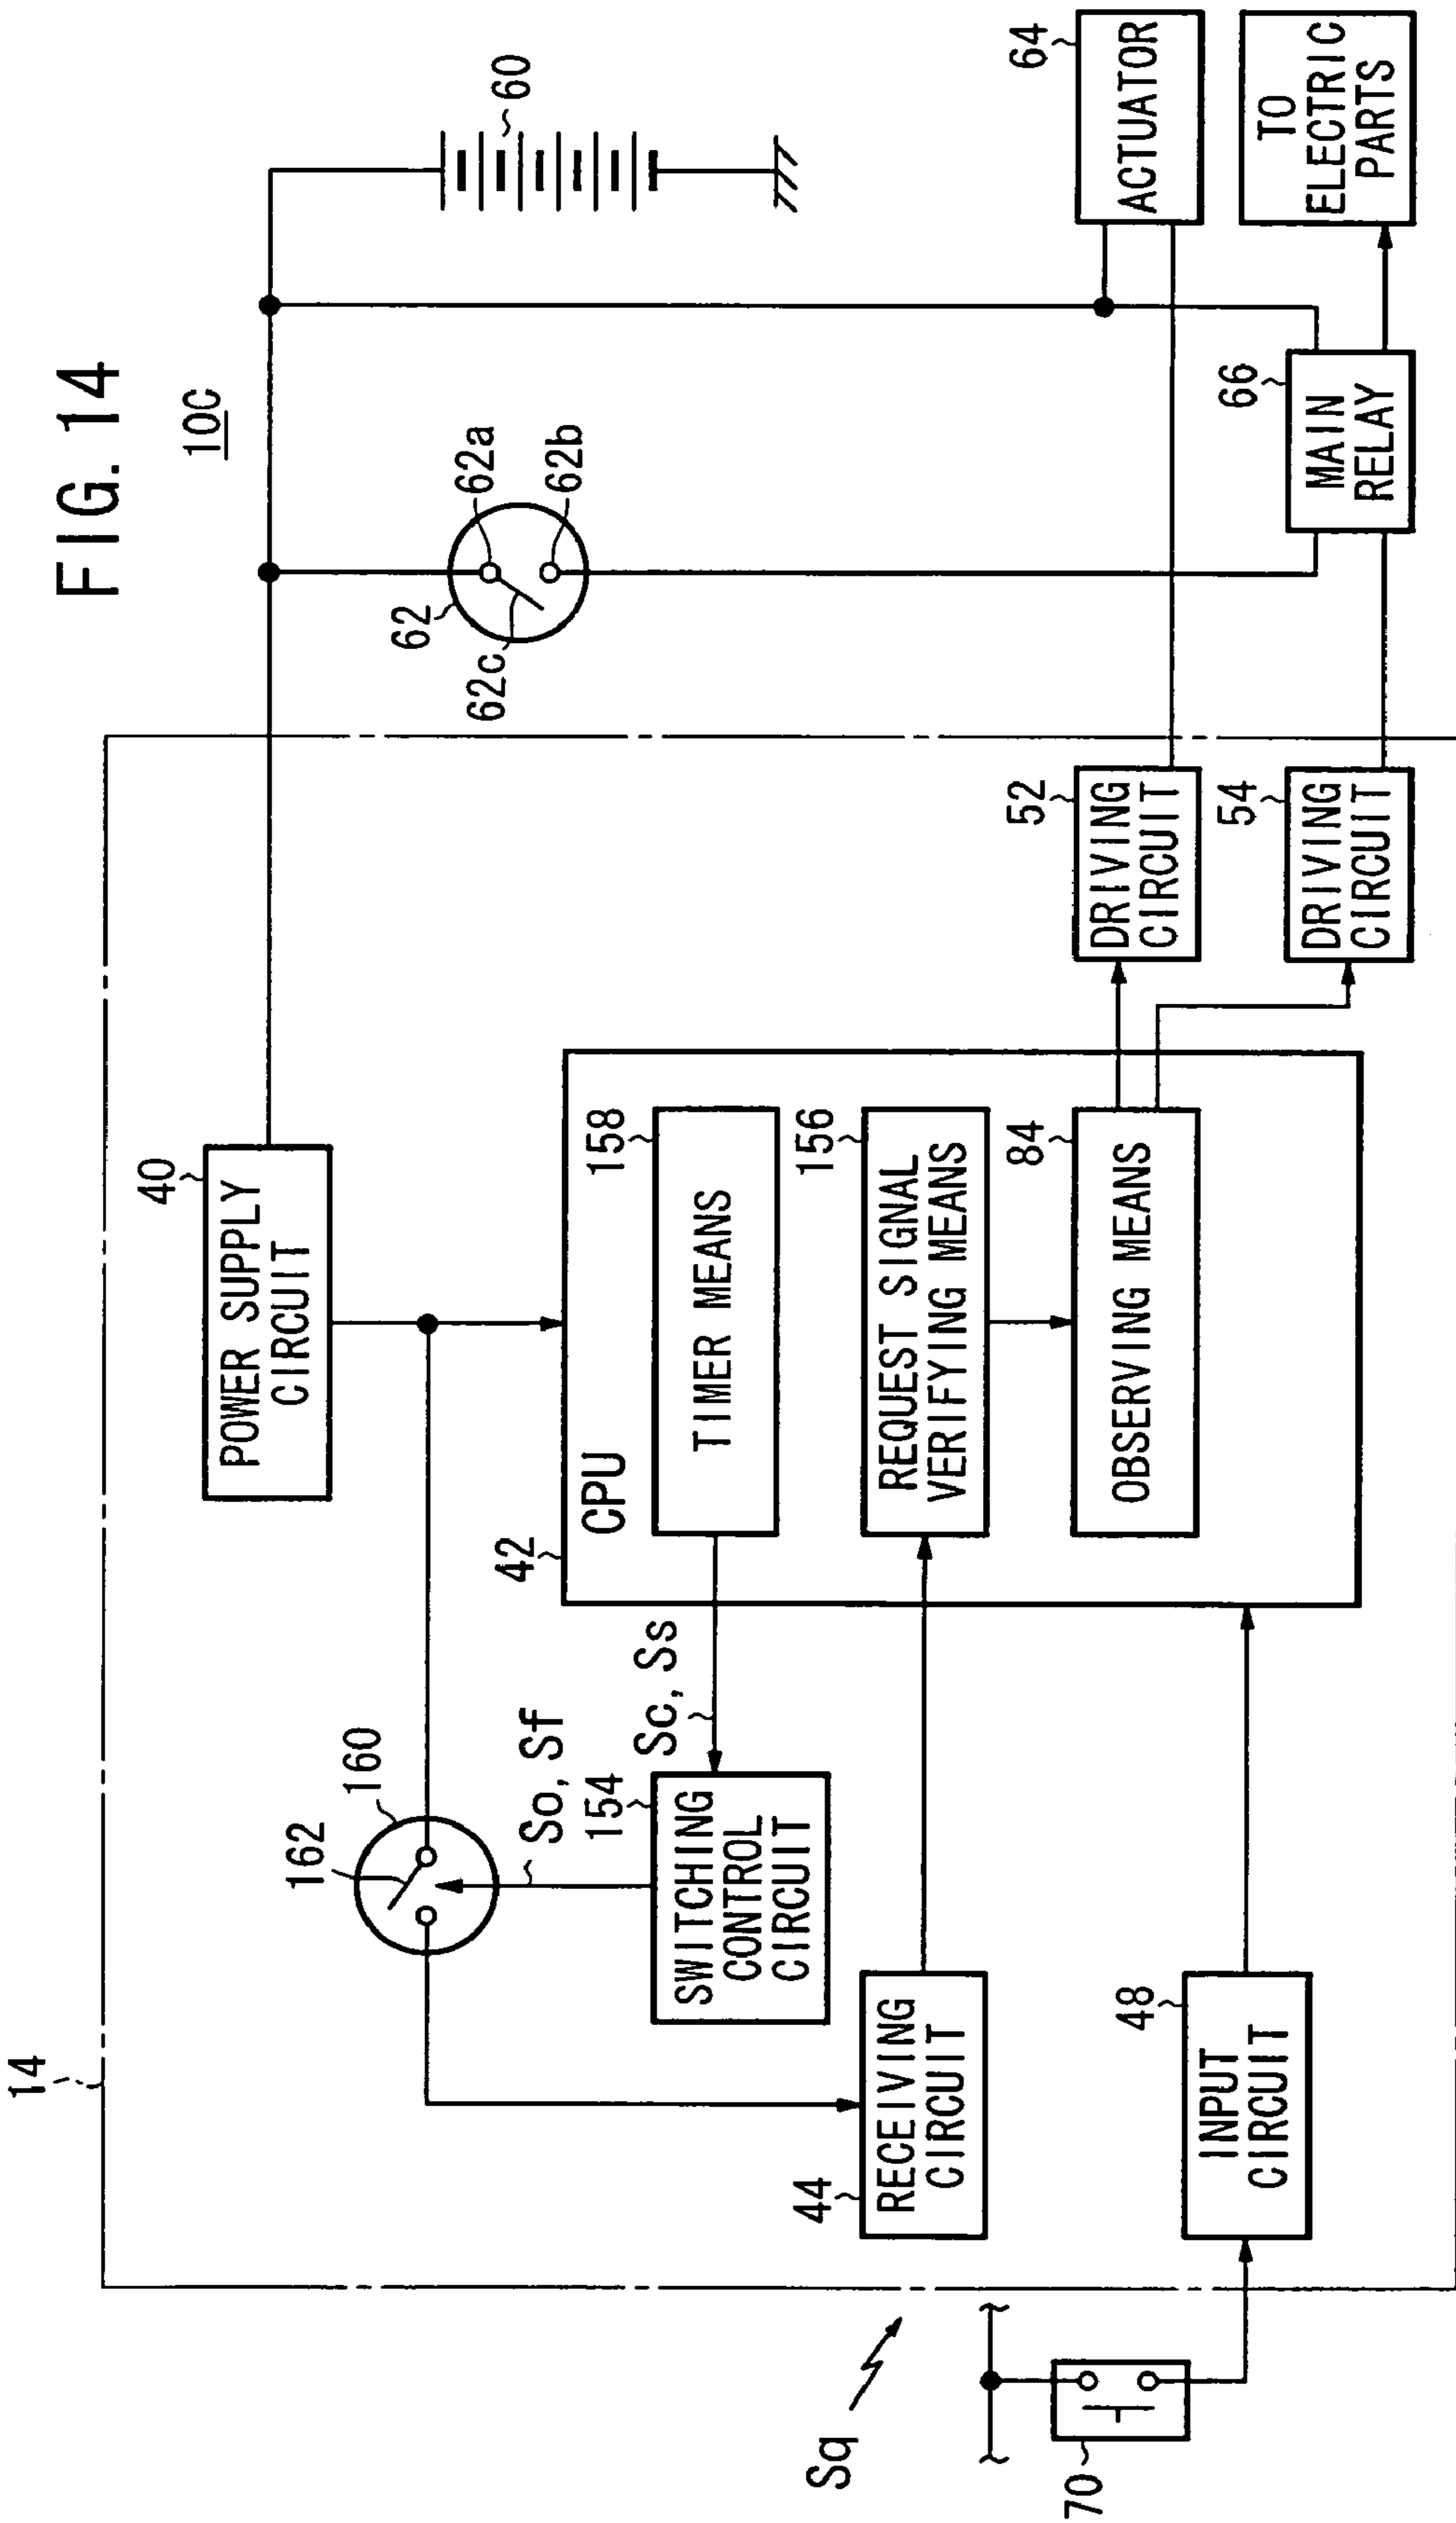 FIG. 14
10C
14
40
POWER SUPPLY
CIRCUIT
160
162
60
62
62a
62b
62c
So, Sf
154
SWITCHING
CONTROL
CIRCUIT
Sc, Ss
42
CPU
158
TIMER MEANS
156
REQUEST SIGNAL
VERIFYING MEANS
84
OBSERVING MEANS
44
RECEIVING
CIRCUIT
48
INPUT
CIRCUIT
Sq
70
52
DRIVING
CIRCUIT
54
DRIVING
CIRCUIT
64
ACTUATOR
66
MAIN
RELAY
TO
ELECTRIC
PARTS